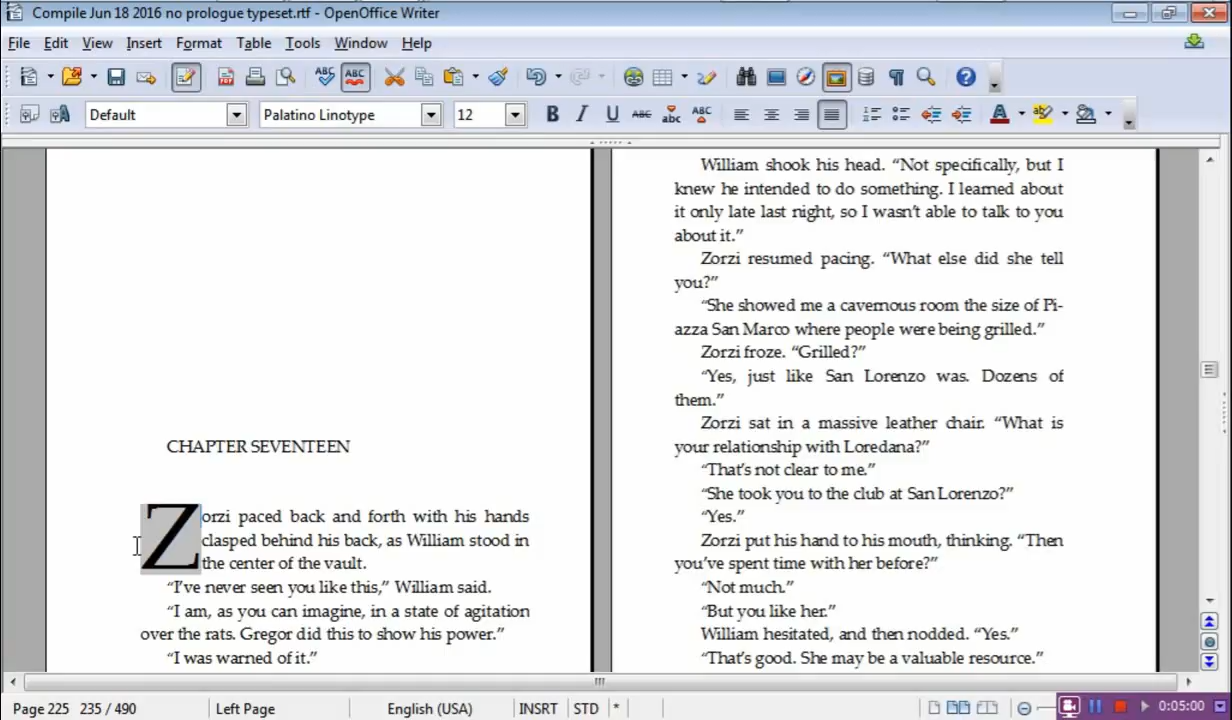 Compile Jun 18 2016 no prologue typeset.rtf - OpenOffice Writer
File Edit View Insert Format Table Tools Window Help
Default Palatino Linotype 12
CHAPTER SEVENTEEN
Zorzi paced back and forth with his hands
clasped behind his back, as William stood in
the center of the vault.
“I’ve never seen you like this,” William said.
“I am, as you can imagine, in a state of agitation
over the rats. Gregor did this to show his power.”
“I was warned of it.”
William shook his head. “Not specifically, but I
knew he intended to do something. I learned about
it only late last night, so I wasn’t able to talk to you
about it.”
Zorzi resumed pacing. “What else did she tell
you?”
“She showed me a cavernous room the size of Pi-
azza San Marco where people were being grilled.”
Zorzi froze. “Grilled?”
“Yes, just like San Lorenzo was. Dozens of
them.”
Zorzi sat in a massive leather chair. “What is
your relationship with Loredana?”
“That’s not clear to me.”
“She took you to the club at San Lorenzo?”
“Yes.”
Zorzi put his hand to his mouth, thinking. “Then
you’ve spent time with her before?”
“Not much.”
“But you like her.”
William hesitated, and then nodded. “Yes.”
“That’s good. She may be a valuable resource.”
Page 225 235 / 490 Left Page English (USA) INSRT STD * 0:05:00